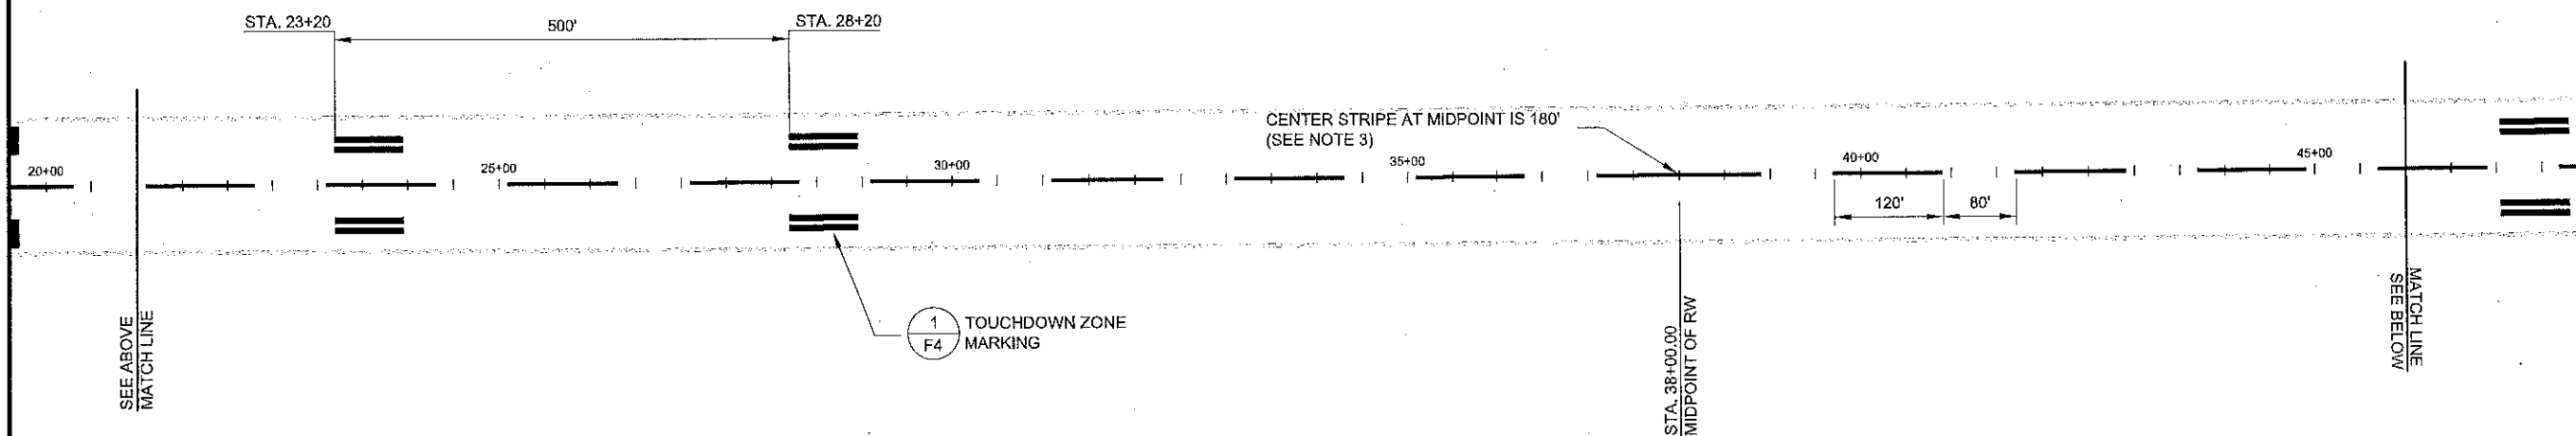 STA. 23+20
500'
STA. 28+20
CENTER STRIPE AT MIDPOINT IS 180'
(SEE NOTE 3)
20+00
25+00
30+00
35+00
40+00
45+00
120'
80'
1
F4
TOUCHDOWN ZONE
MARKING
SEE ABOVE
MATCH LINE
STA. 38+00.00
MIDPOINT OF RW
MATCH LINE
SEE BELOW